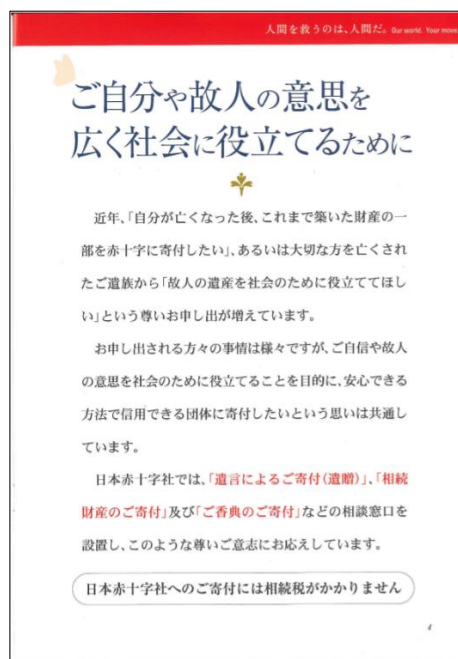 人間を救うのは、人間だ。 Our world. Your move.
ご自分や故人の意思を
広く社会に役立てるために
近年、「自分が亡くなった後、これまで築いた財産の一
部を赤十字に寄付したい」、あるいは大切な方を亡くされ
たご遺族から「故人の遺産を社会のために役立ててほし
い」という尊いお申し出が増えています。
お申し出される方々の事情は様々ですが、ご自信や故人
の意思を社会のために役立てることを目的に、安心できる
方法で信用できる団体に寄付したいという思いは共通し
ています。
日本赤十字社では、「遺言によるご寄付(遺贈)」、「相続
財産のご寄付」及び「ご香典のご寄付」などの相談窓口を
設置し、このような尊いご意志にお応えしています。
日本赤十字社へのご寄付には相続税がかかりません
4